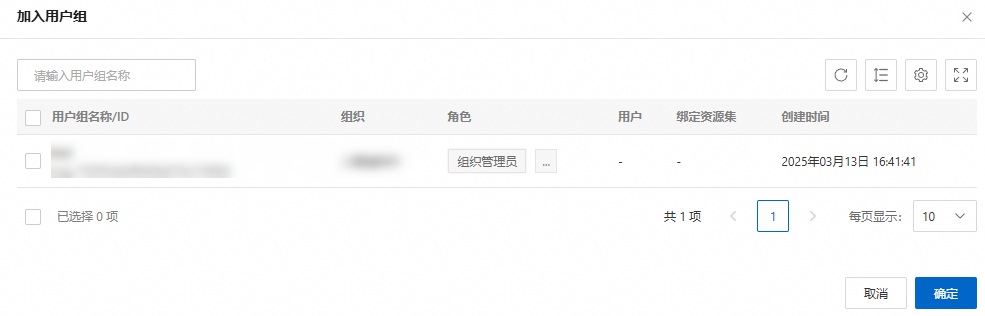 加入用户组
请输入用户组名称
用户组名称/ID 组织 角色 用户 绑定资源集 创建时间
组织管理员 ... - - 2025年03月13日 16:41:41
已选择 0 项 共 1 项 1 每页显示: 10
取消 确定